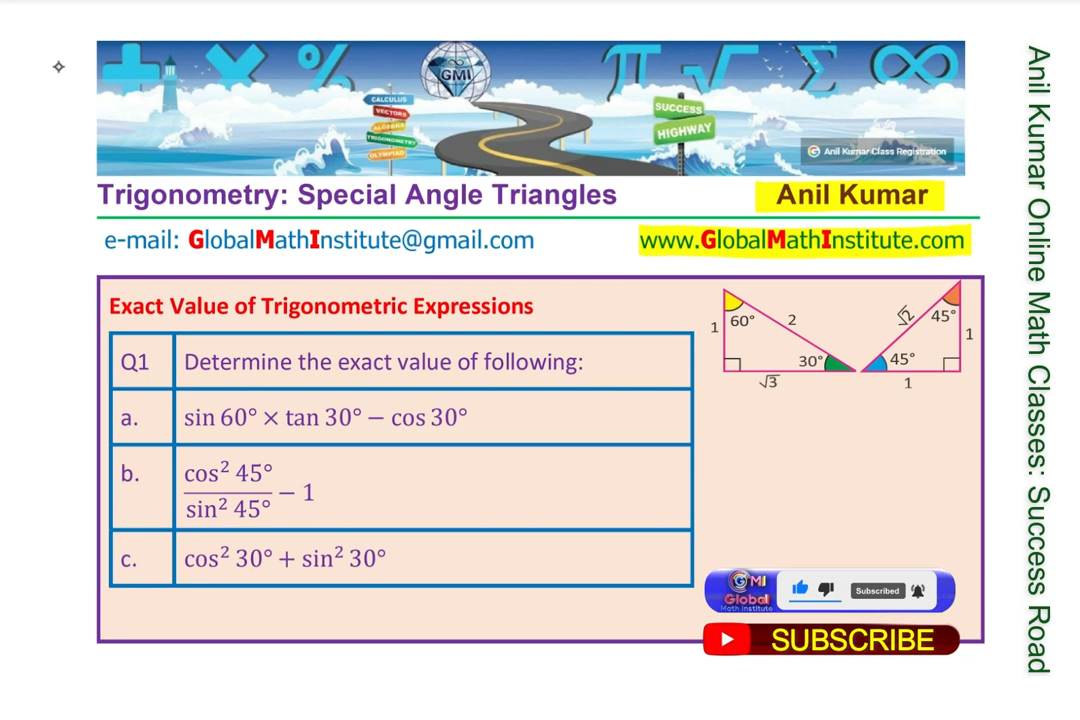 GMI
CALCULUS
VECTORS
ALGEBRA
TRIGONOMETRY
OLYMPIAD
SUCCESS
HIGHWAY
G Anil Kumar Class Registration
Trigonometry: Special Angle Triangles
Anil Kumar
e-mail: GlobalMathInstitute@gmail.com
www.GlobalMathInstitute.com
Exact Value of Trigonometric Expressions
Q1 Determine the exact value of following:
a. sin 60° × tan 30° − cos 30°
b. cos² 45° / sin² 45° − 1
c. cos² 30° + sin² 30°
1 60° 2
30°
√3
√2 45° 1
45°
1
GMI
Global
Math Institute
Subscribed
SUBSCRIBE
Anil Kumar Online Math Classes: Success Road